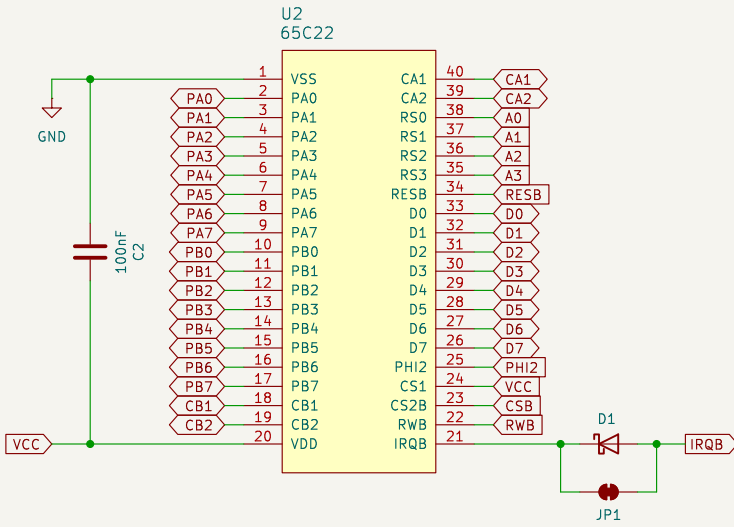 U2
65C22
1 VSS CA1 40 CA1
PA0 2 PA0 CA2 39 CA2
PA1 3 PA1 RS0 38 A0
PA2 4 PA2 RS1 37 A1
PA3 5 PA3 RS2 36 A2
PA4 6 PA4 RS3 35 A3
PA5 7 PA5 RESB 34 RESB
PA6 8 PA6 D0 33 D0
PA7 9 PA7 D1 32 D1
PB0 10 PB0 D2 31 D2
PB1 11 PB1 D3 30 D3
PB2 12 PB2 D4 29 D4
PB3 13 PB3 D5 28 D5
PB4 14 PB4 D6 27 D6
PB5 15 PB5 D7 26 D7
PB6 16 PB6 PHI2 25 PHI2
PB7 17 PB7 CS1 24 VCC
CB1 18 CB1 CS2B 23 CSB
CB2 19 CB2 RWB 22 RWB
VCC 20 VDD IRQB 21 IRQB
GND
100nF
C2
D1
JP1